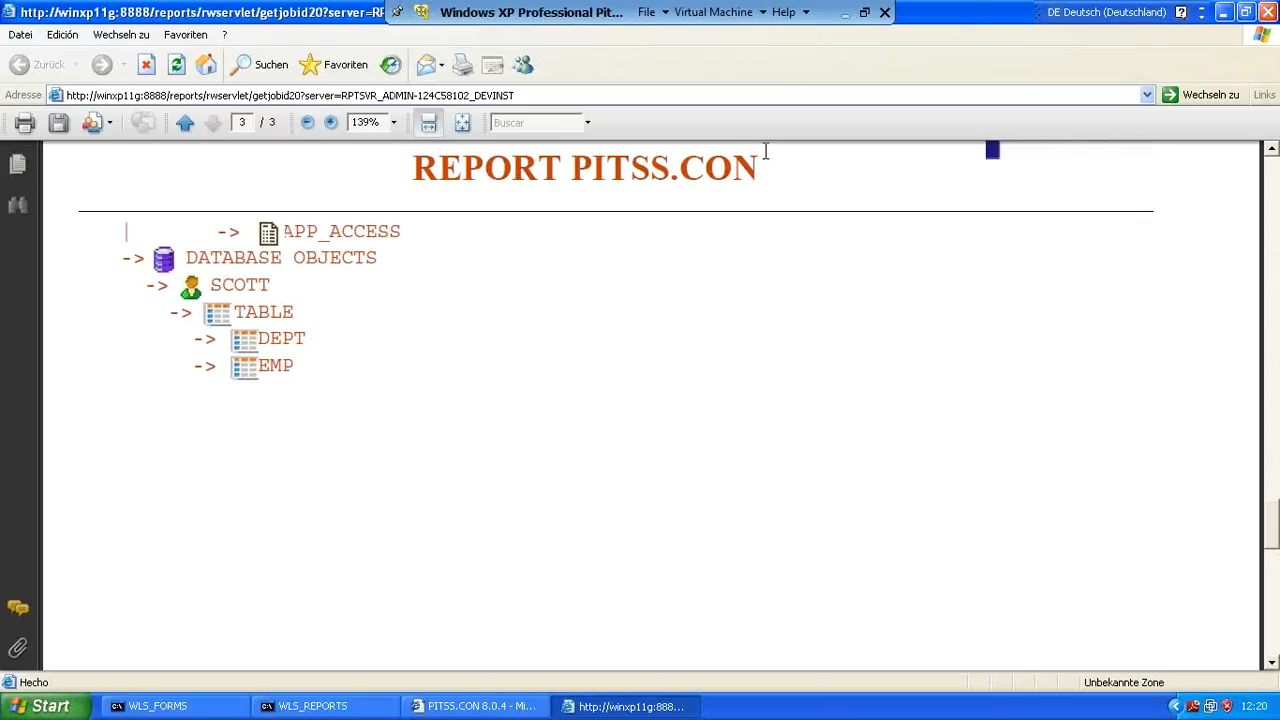 http://winxp11g:8888/reports/rwservlet/getjobid20?server=RF
Windows XP Professional Pit...
File
Virtual Machine
Help
DE Deutsch (Deutschland)
Datei
Edición
Wechseln zu
Favoriten
?
Zurück
Suchen
Favoriten
Adresse
http://winxp11g:8888/reports/rwservlet/getjobid20?server=RPTSVR_ADMIN-124C58102_DEVINST
Wechseln zu
Links
3 / 3
139%
Buscar
REPORT PITSS.CON
| -> APP_ACCESS
-> DATABASE OBJECTS
-> SCOTT
-> TABLE
-> DEPT
-> EMP
Hecho
Unbekannte Zone
Start
WLS_FORMS
WLS_REPORTS
PITSS.CON 8.0.4 - Mi...
http://winxp11g:888...
12:20